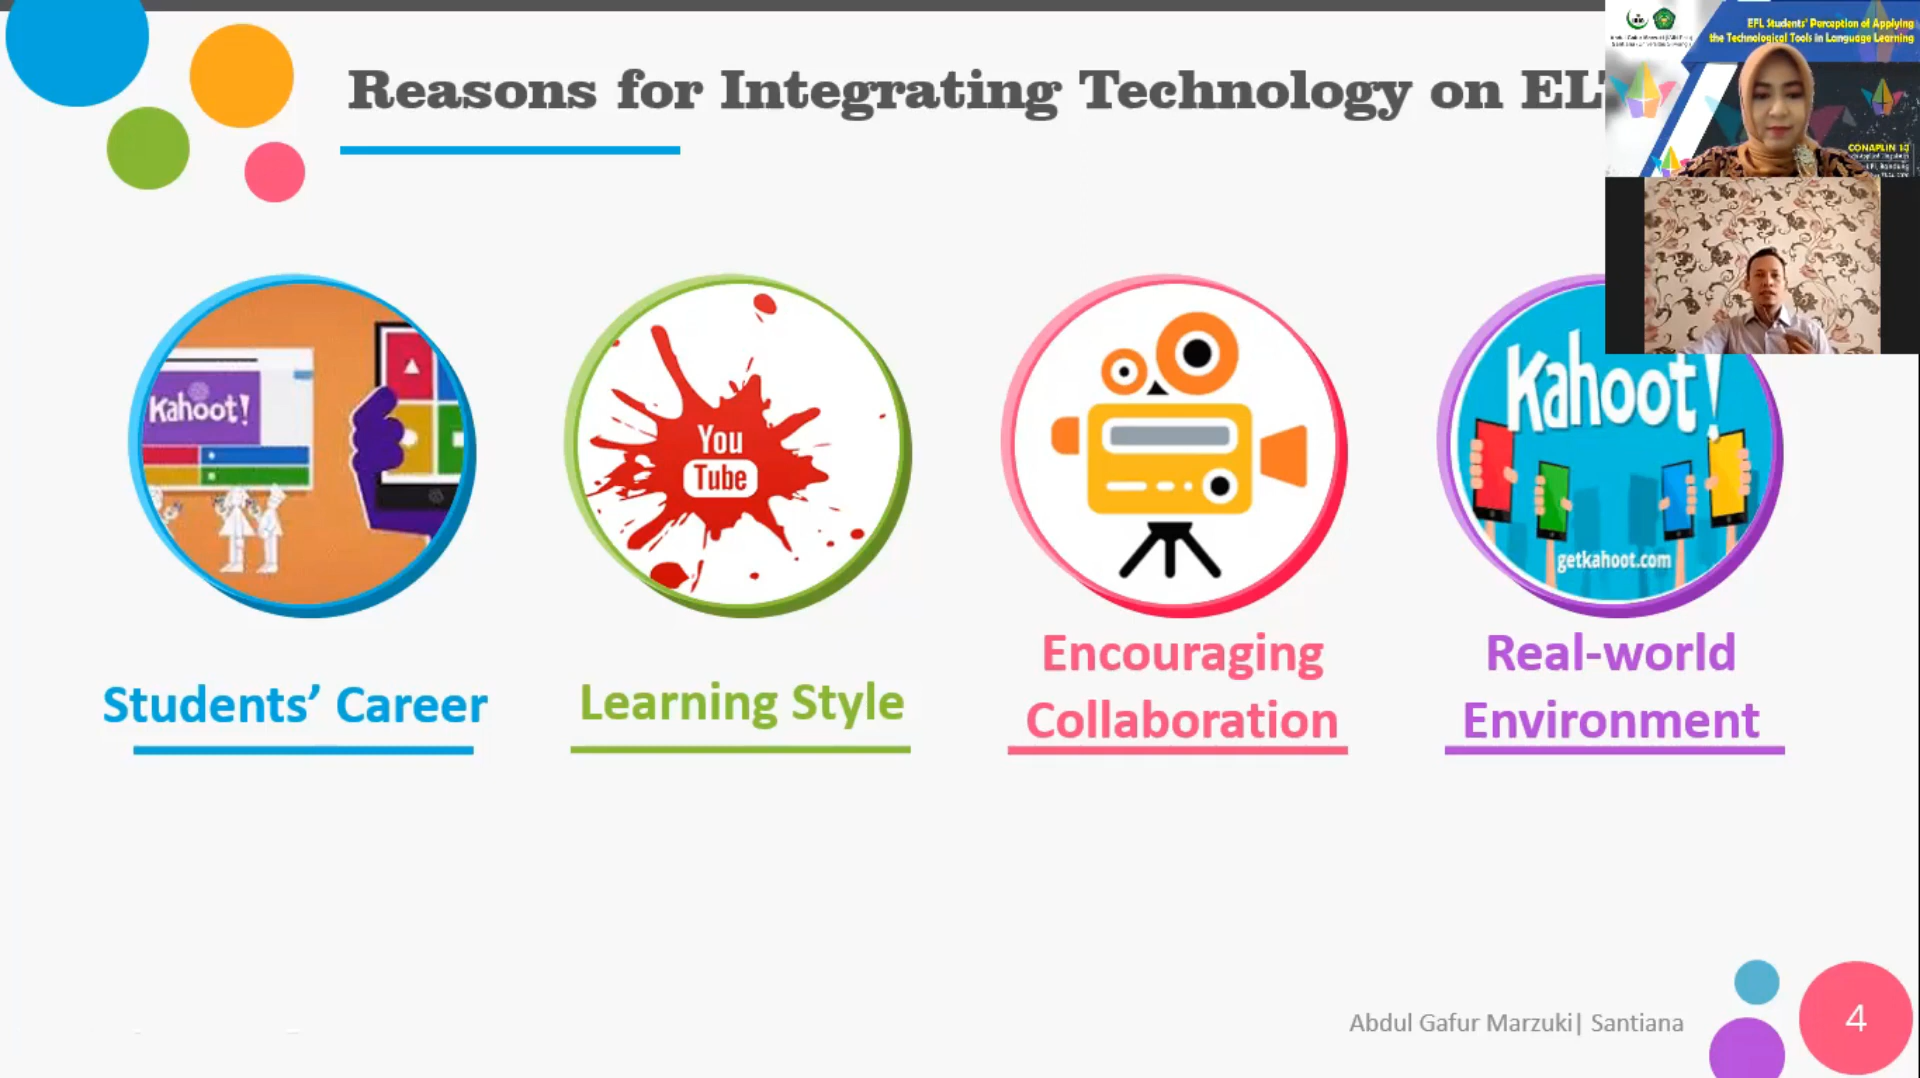 Reasons for Integrating Technology on EL
EFL Students' Perception of Applying
the Technological Tools in Language Learning
CONAPLIN 13
Kahoot!
You
Tube
Kahoot!
getkahoot.com
Students’ Career
Learning Style
Encouraging
Collaboration
Real-world
Environment
Abdul Gafur Marzuki| Santiana
4